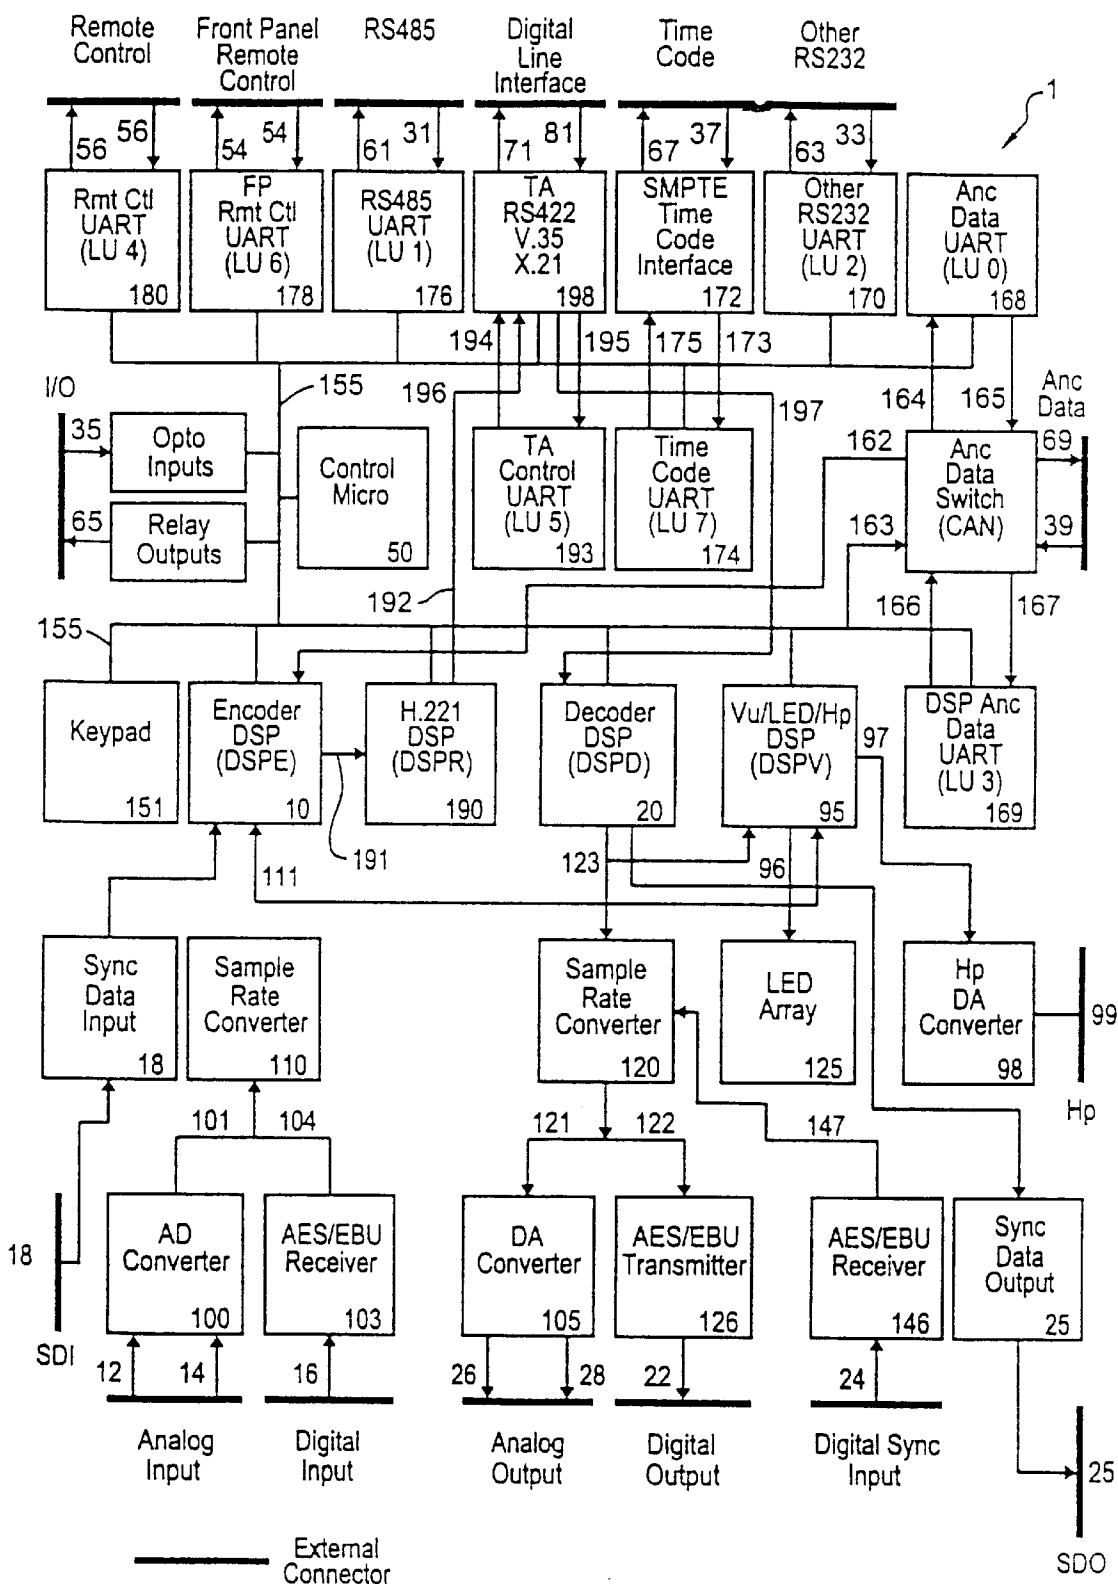 Remote
Control
Front Panel
Remote
Control
RS485
Digital
Line
Interface
Time
Code
Other
RS232
1
56
56
54
54
61
31
71
81
67
37
63
33
Rmt Ctl
UART
(LU 4)
180
FP
Rmt Ctl
UART
(LU 6)
178
RS485
UART
(LU 1)
176
TA
RS422
V.35
X.21
198
SMPTE
Time
Code
Interface
172
Other
RS232
UART
(LU 2)
170
Anc
Data
UART
(LU 0)
168
194
195
175
173
155
196
197
164
165
I/O
35
Opto
Inputs
65
Relay
Outputs
Control
Micro
50
TA
Control
UART
(LU 5)
193
Time
Code
UART
(LU 7)
174
162
163
Anc
Data
Switch
(CAN)
Anc
Data
69
39
192
166
167
155
Keypad
151
Encoder
DSP
(DSPE)
10
H.221
DSP
(DSPR)
190
Decoder
DSP
(DSPD)
20
Vu/LED/Hp
DSP
(DSPV)
95
97
DSP Anc
Data
UART
(LU 3)
169
191
111
123
96
Sync
Data
Input
18
Sample
Rate
Converter
110
Sample
Rate
Converter
120
LED
Array
125
Hp
DA
Converter
98
99
Hp
101
104
121
122
147
18
SDI
AD
Converter
100
AES/EBU
Receiver
103
DA
Converter
105
AES/EBU
Transmitter
126
AES/EBU
Receiver
146
Sync
Data
Output
25
12
14
16
26
28
22
24
Analog
Input
Digital
Input
Analog
Output
Digital
Output
Digital Sync
Input
25
SDO
External
Connector